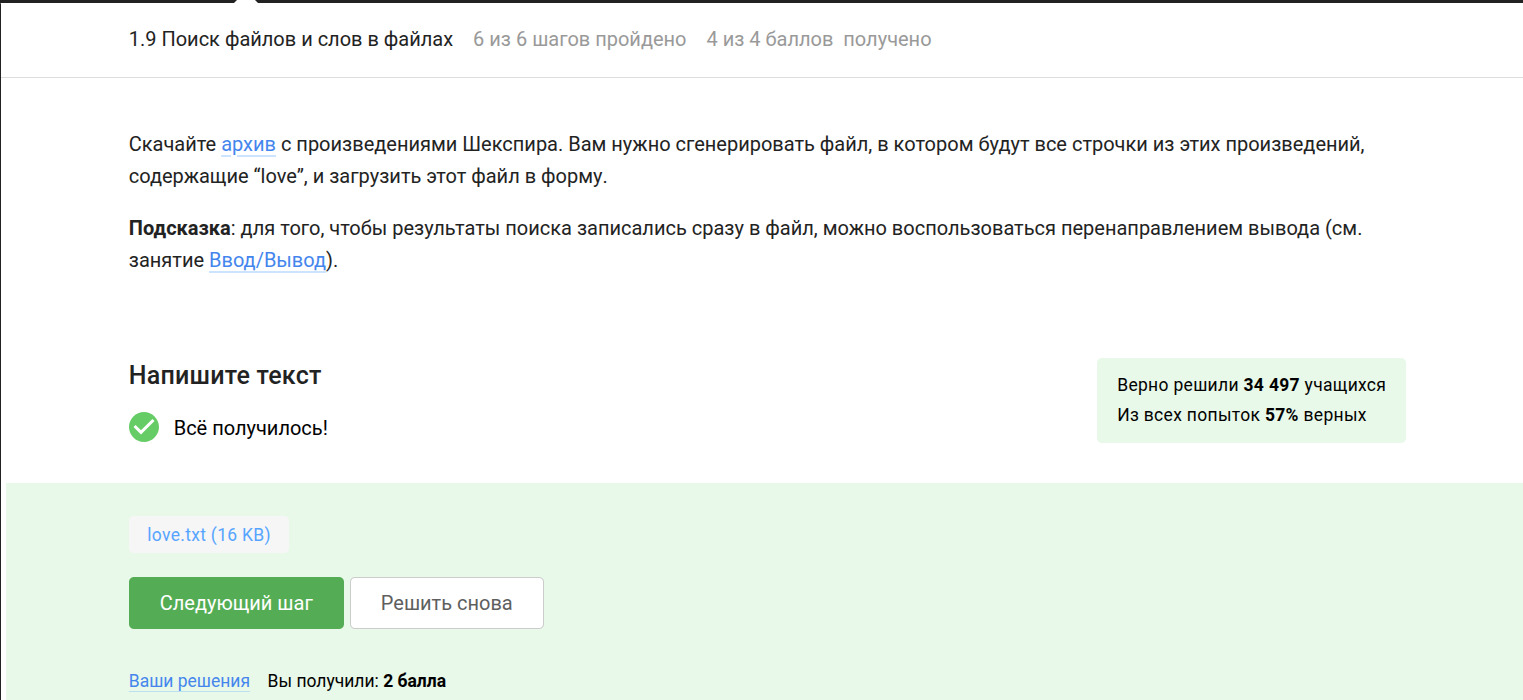 1.9 Поиск файлов и слов в файлах 6 из 6 шагов пройдено 4 из 4 баллов получено
Скачайте архив с произведениями Шекспира. Вам нужно сгенерировать файл, в котором будут все строчки из этих произведений,
содержащие “love”, и загрузить этот файл в форму.
Подсказка: для того, чтобы результаты поиска записались сразу в файл, можно воспользоваться перенаправлением вывода (см.
занятие Ввод/Вывод).
Напишите текст
Всё получилось!
Верно решили 34 497 учащихся
Из всех попыток 57% верных
love.txt (16 KB)
Следующий шаг
Решить снова
Ваши решения Вы получили: 2 балла